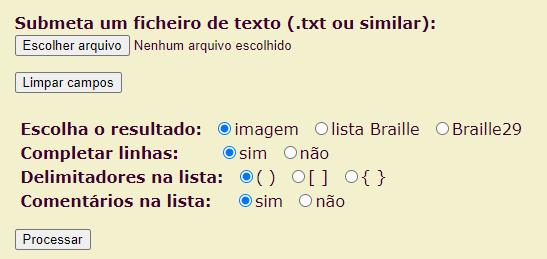 Submeta um ficheiro de texto (.txt ou similar):
Escolher arquivo Nenhum arquivo escolhido
Limpar campos
Escolha o resultado: imagem lista Braille Braille29
Completar linhas: sim não
Delimitadores na lista: ( ) [ ] { }
Comentários na lista: sim não
Processar